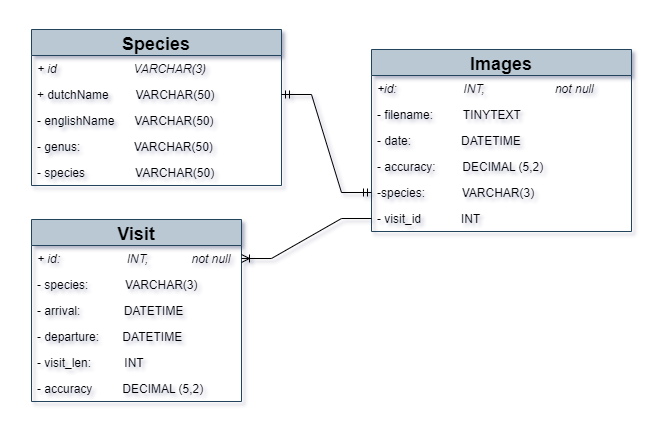 Species
+ id VARCHAR(3)
+ dutchName VARCHAR(50)
- englishName VARCHAR(50)
- genus: VARCHAR(50)
- species VARCHAR(50)
Images
+id: INT, not null
- filename: TINYTEXT
- date: DATETIME
- accuracy: DECIMAL (5,2)
-species: VARCHAR(3)
- visit_id INT
Visit
+ id: INT, not null
- species: VARCHAR(3)
- arrival: DATETIME
- departure: DATETIME
- visit_len: INT
- accuracy DECIMAL (5,2)